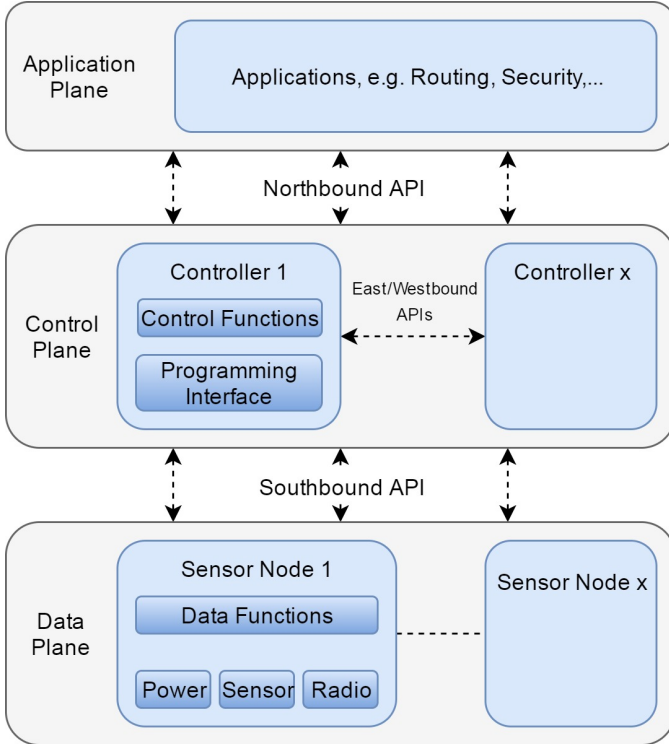 Application
Plane
Applications, e.g. Routing, Security,...
Northbound API
Control
Plane
Controller 1
Control Functions
Programming
Interface
East/Westbound
APIs
Controller x
Southbound API
Data
Plane
Sensor Node 1
Data Functions
Power
Sensor
Radio
Sensor Node x